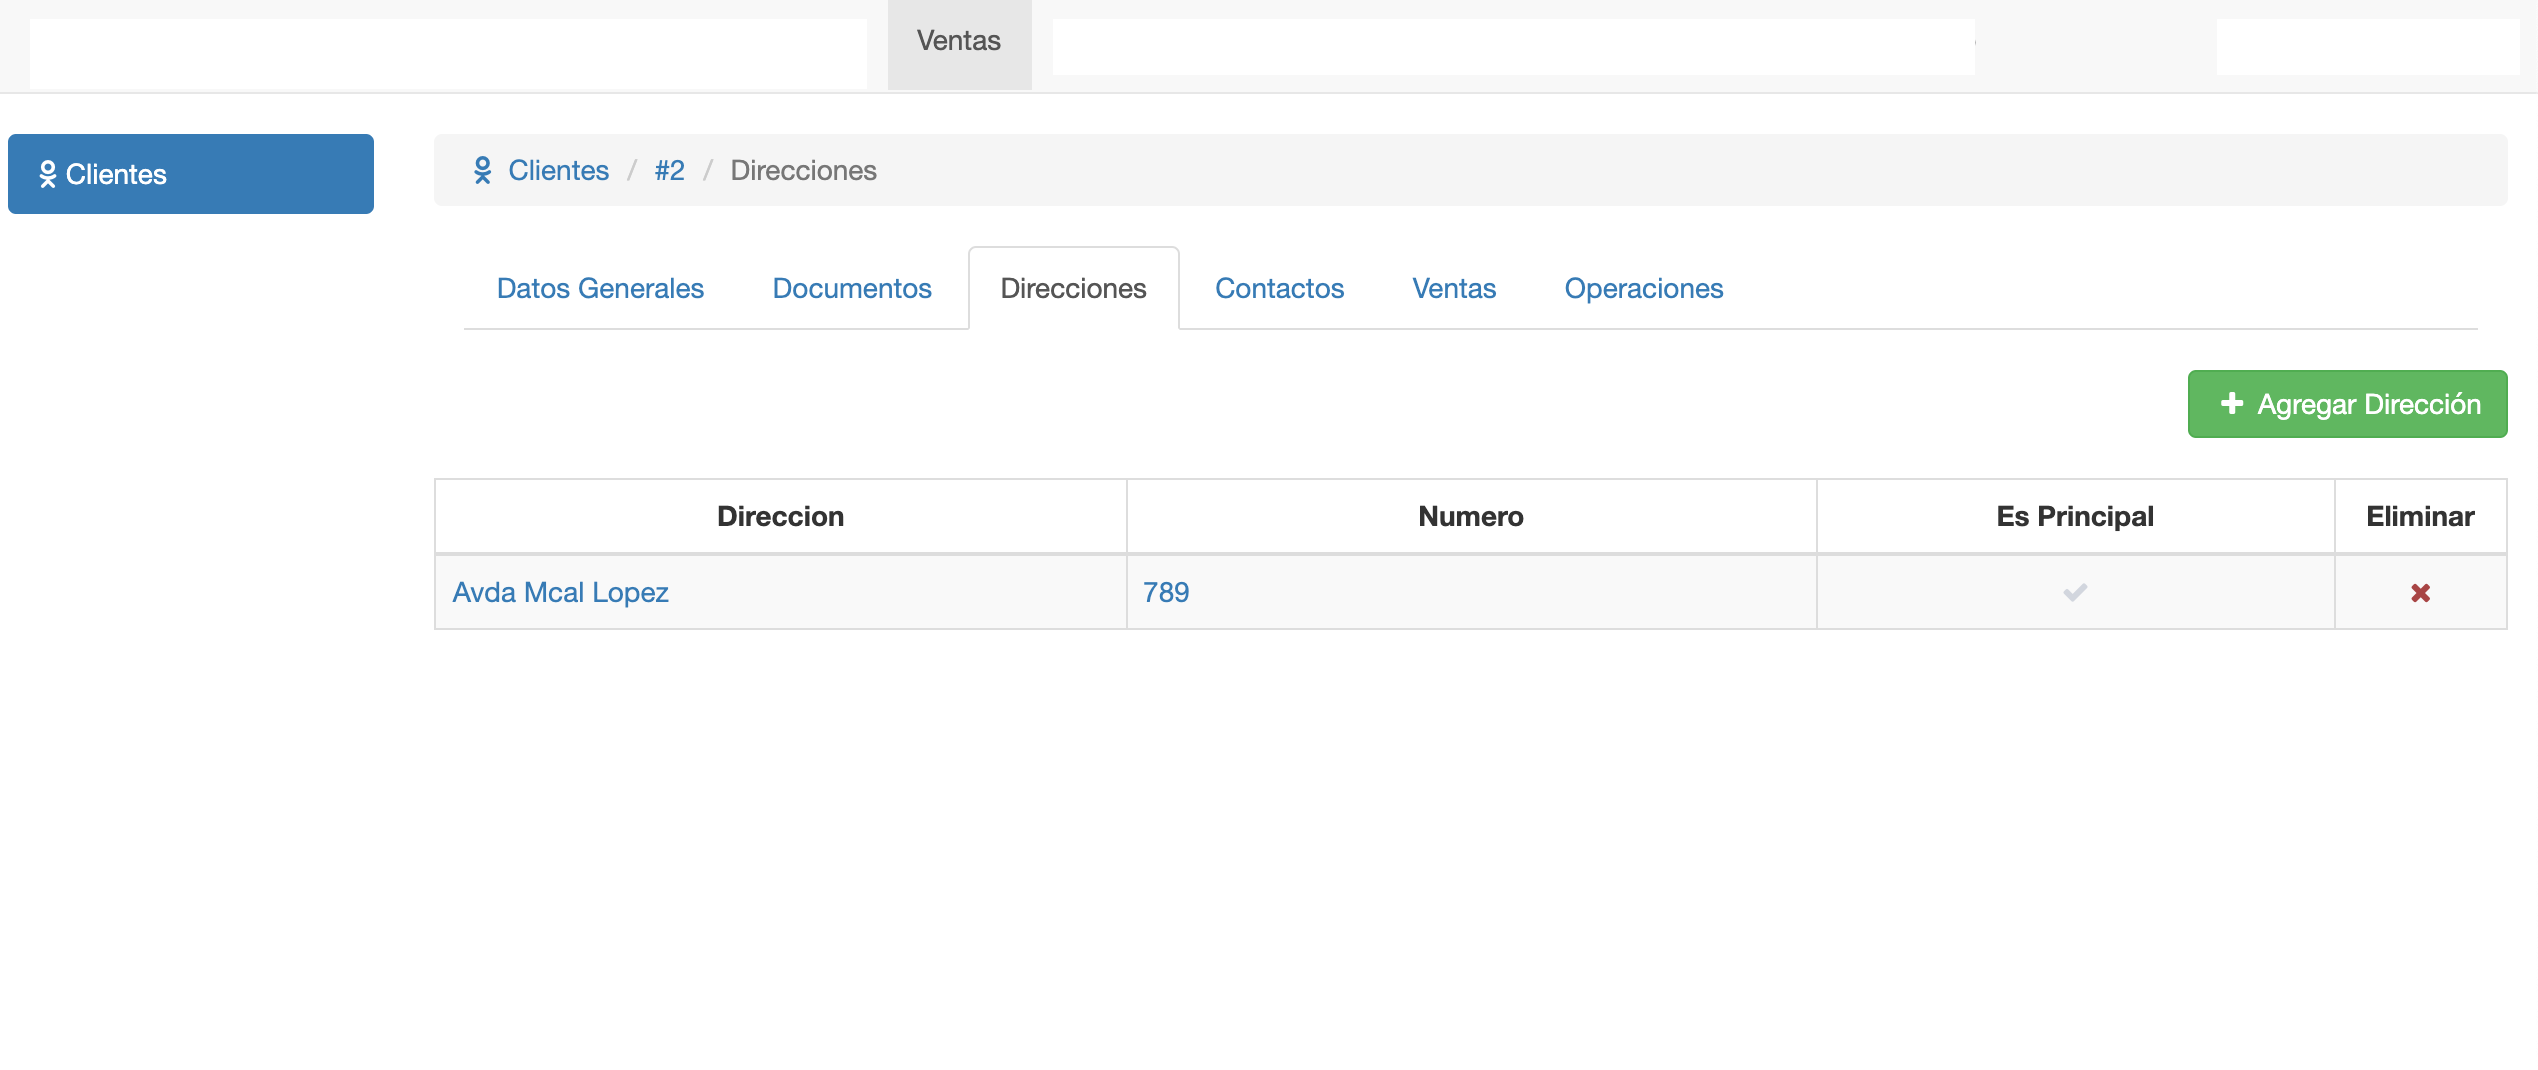 Ventas
Clientes
Clientes / #2 / Direcciones
Datos Generales Documentos Direcciones Contactos Ventas Operaciones
Agregar Dirección
Direccion Numero Es Principal Eliminar
Avda Mcal Lopez 789